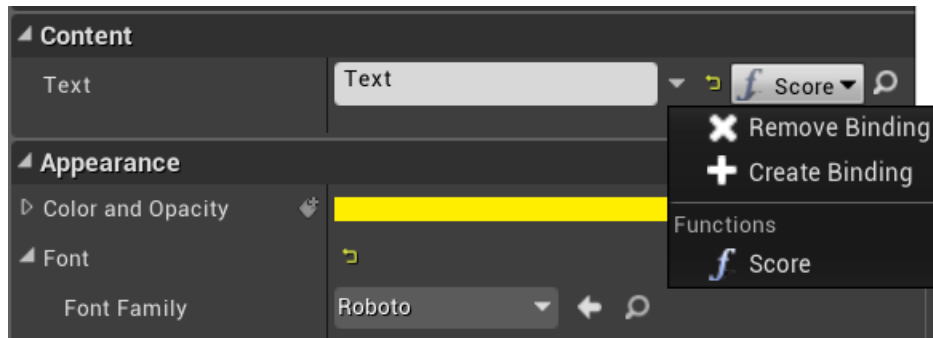 Content
Text Text Score
Remove Binding
Create Binding
Appearance
Color and Opacity
Functions
Font
Score
Font Family Roboto